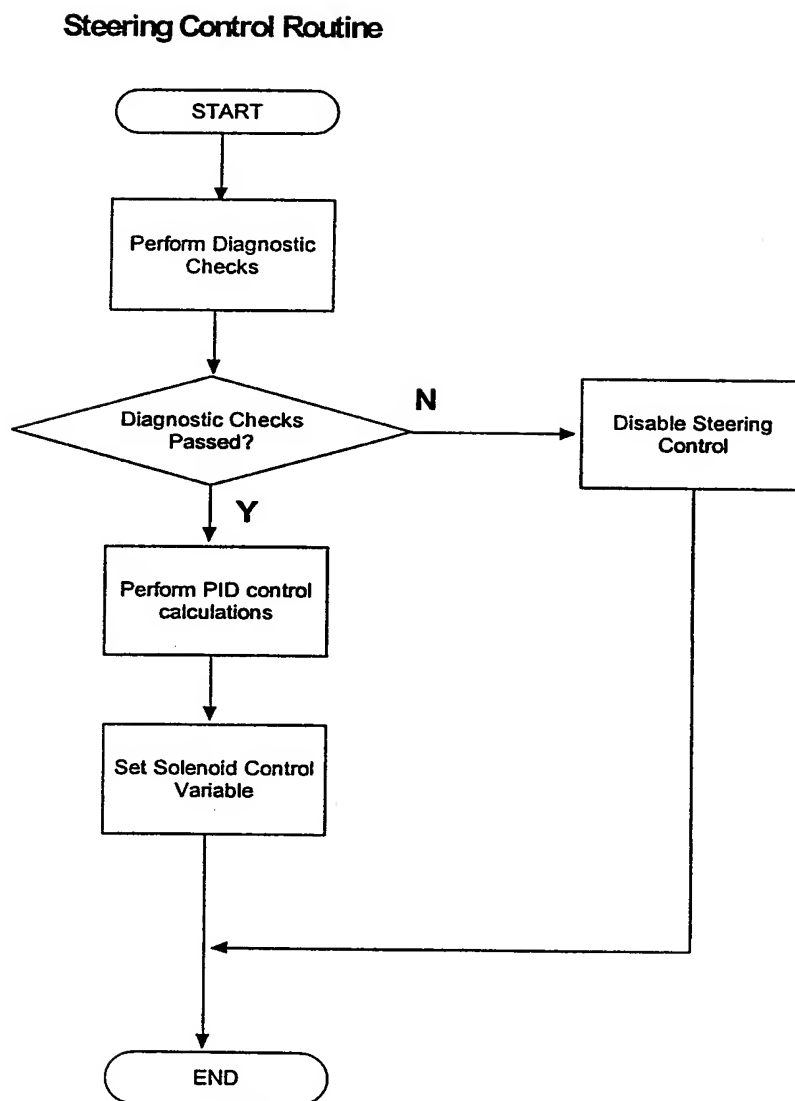 Steering Control Routine
START
Perform Diagnostic
Checks
Diagnostic Checks
Passed?
N
Disable Steering
Control
Y
Perform PID control
calculations
Set Solenoid Control
Variable
END